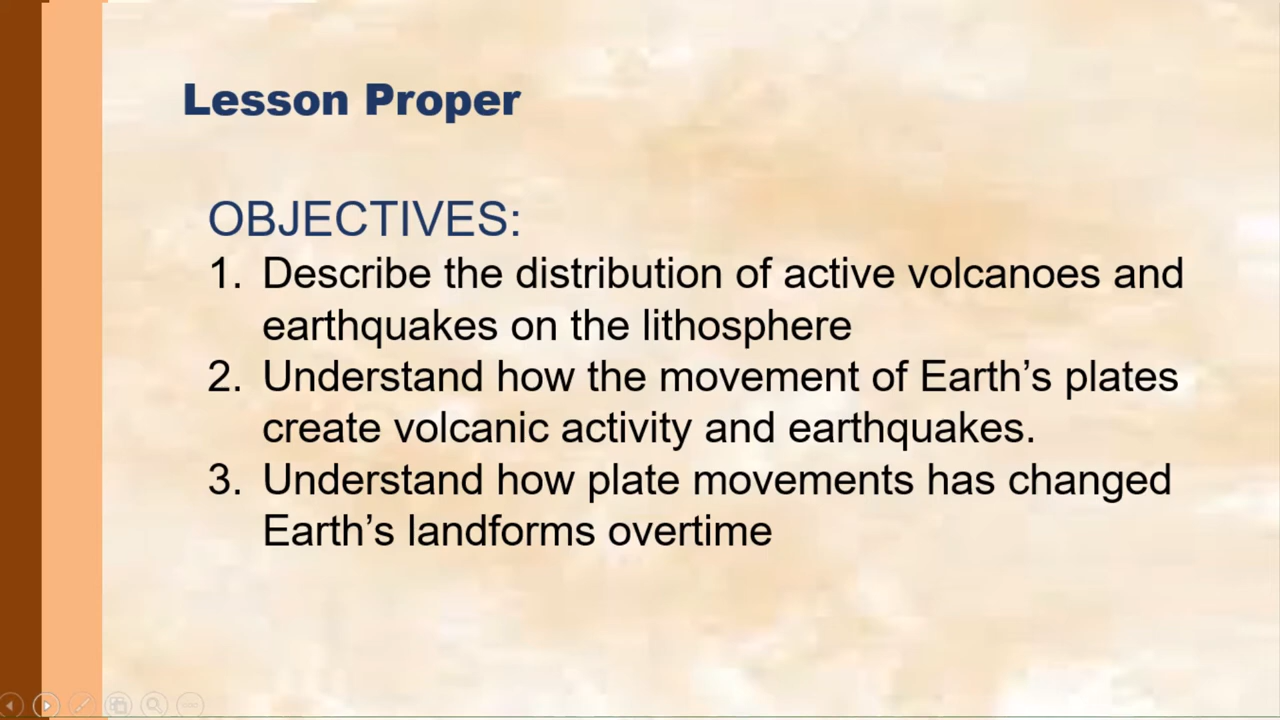 Lesson Proper
OBJECTIVES:
1. Describe the distribution of active volcanoes and
earthquakes on the lithosphere
2. Understand how the movement of Earth’s plates
create volcanic activity and earthquakes.
3. Understand how plate movements has changed
Earth’s landforms overtime